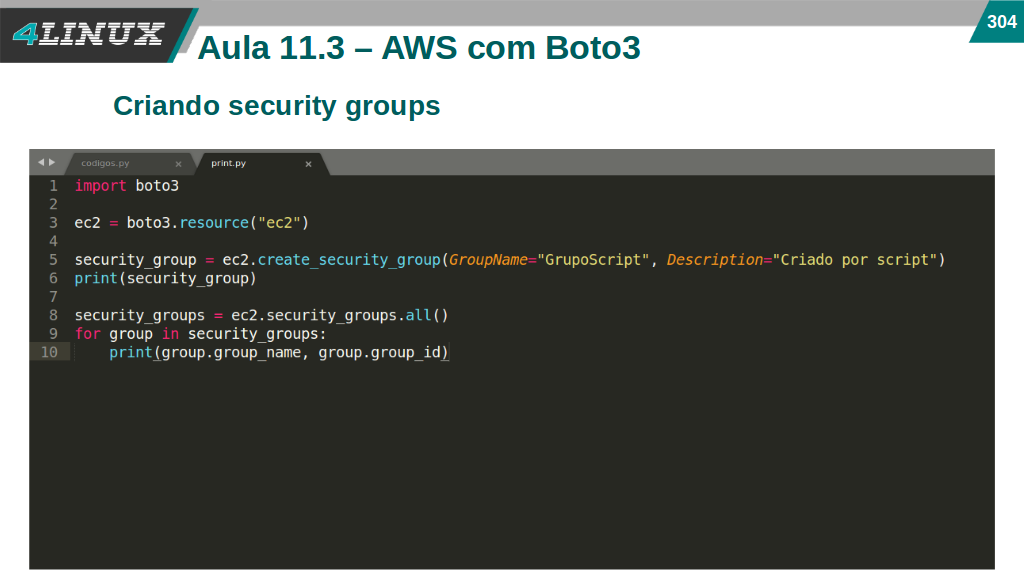 4LINUX
304
Aula 11.3 – AWS com Boto3
Criando security groups
codigos.py × print.py ×
1 import boto3
2
3 ec2 = boto3.resource("ec2")
4
5 security_group = ec2.create_security_group(GroupName="GrupoScript", Description="Criado por script")
6 print(security_group)
7
8 security_groups = ec2.security_groups.all()
9 for group in security_groups:
10     print(group.group_name, group.group_id)